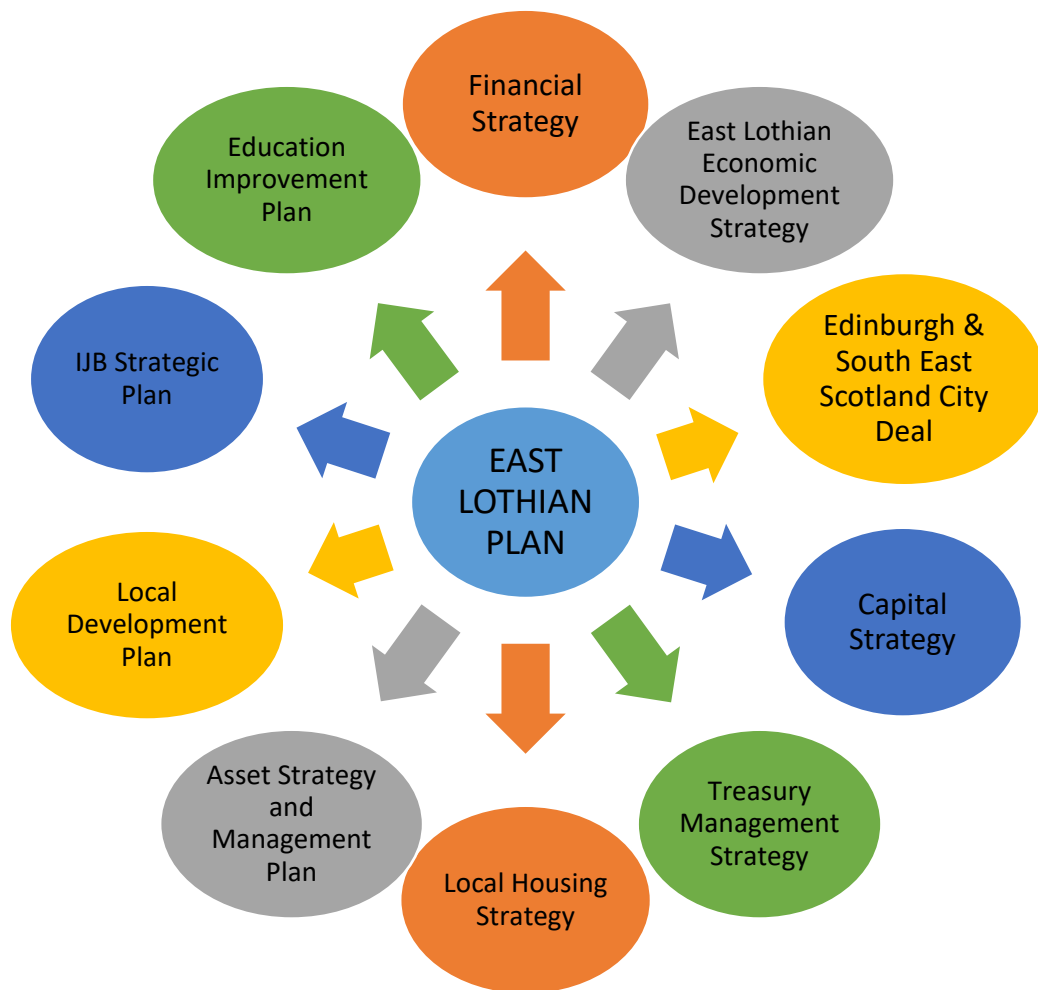 Financial
Strategy
East Lothian
Economic
Development
Strategy
Edinburgh &
South East
Scotland City
Deal
Capital
Strategy
Treasury
Management
Strategy
Local Housing
Strategy
Asset Strategy
and
Management
Plan
Local
Development
Plan
IJB Strategic
Plan
Education
Improvement
Plan
EAST
LOTHIAN
PLAN